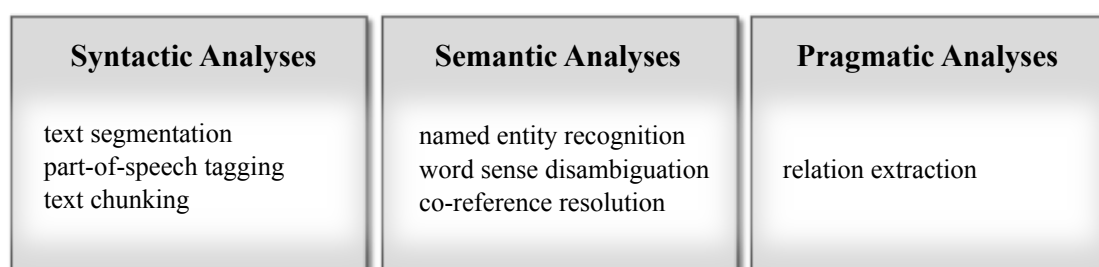 Syntactic Analyses
text segmentation
part-of-speech tagging
text chunking
Semantic Analyses
named entity recognition
word sense disambiguation
co-reference resolution
Pragmatic Analyses
relation extraction